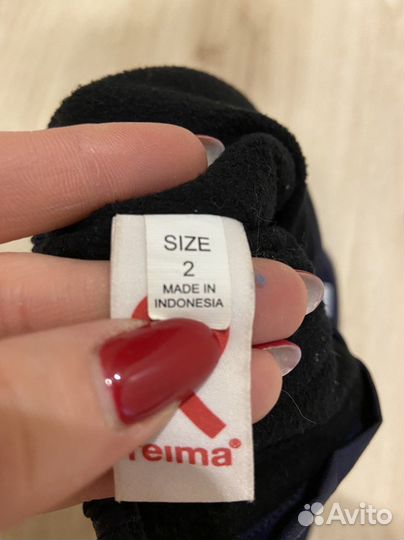 SIZE
2
MADE IN
INDONESIA
reima®
Avito